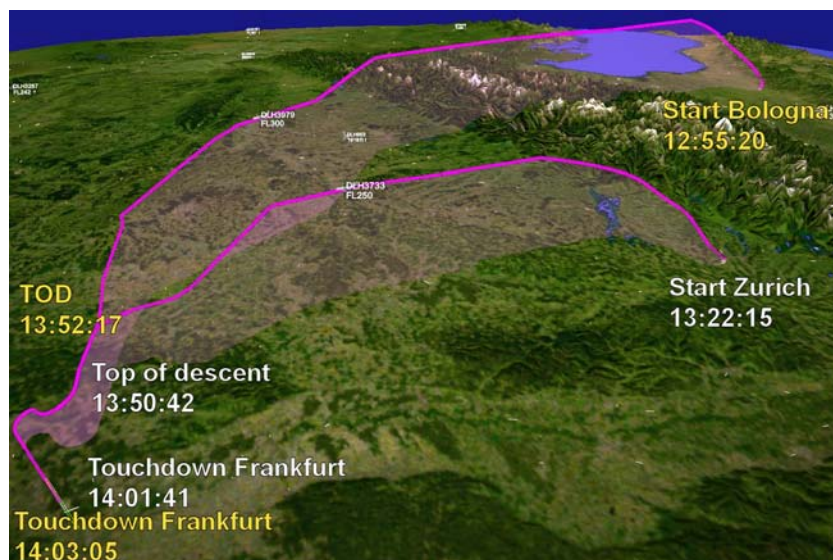 DLH3979
FL300
DLH3733
FL250
Start Bologna
12:55:20
TOD
13:52:17
Start Zurich
13:22:15
Top of descent
13:50:42
Touchdown Frankfurt
14:01:41
Touchdown Frankfurt
14:03:05